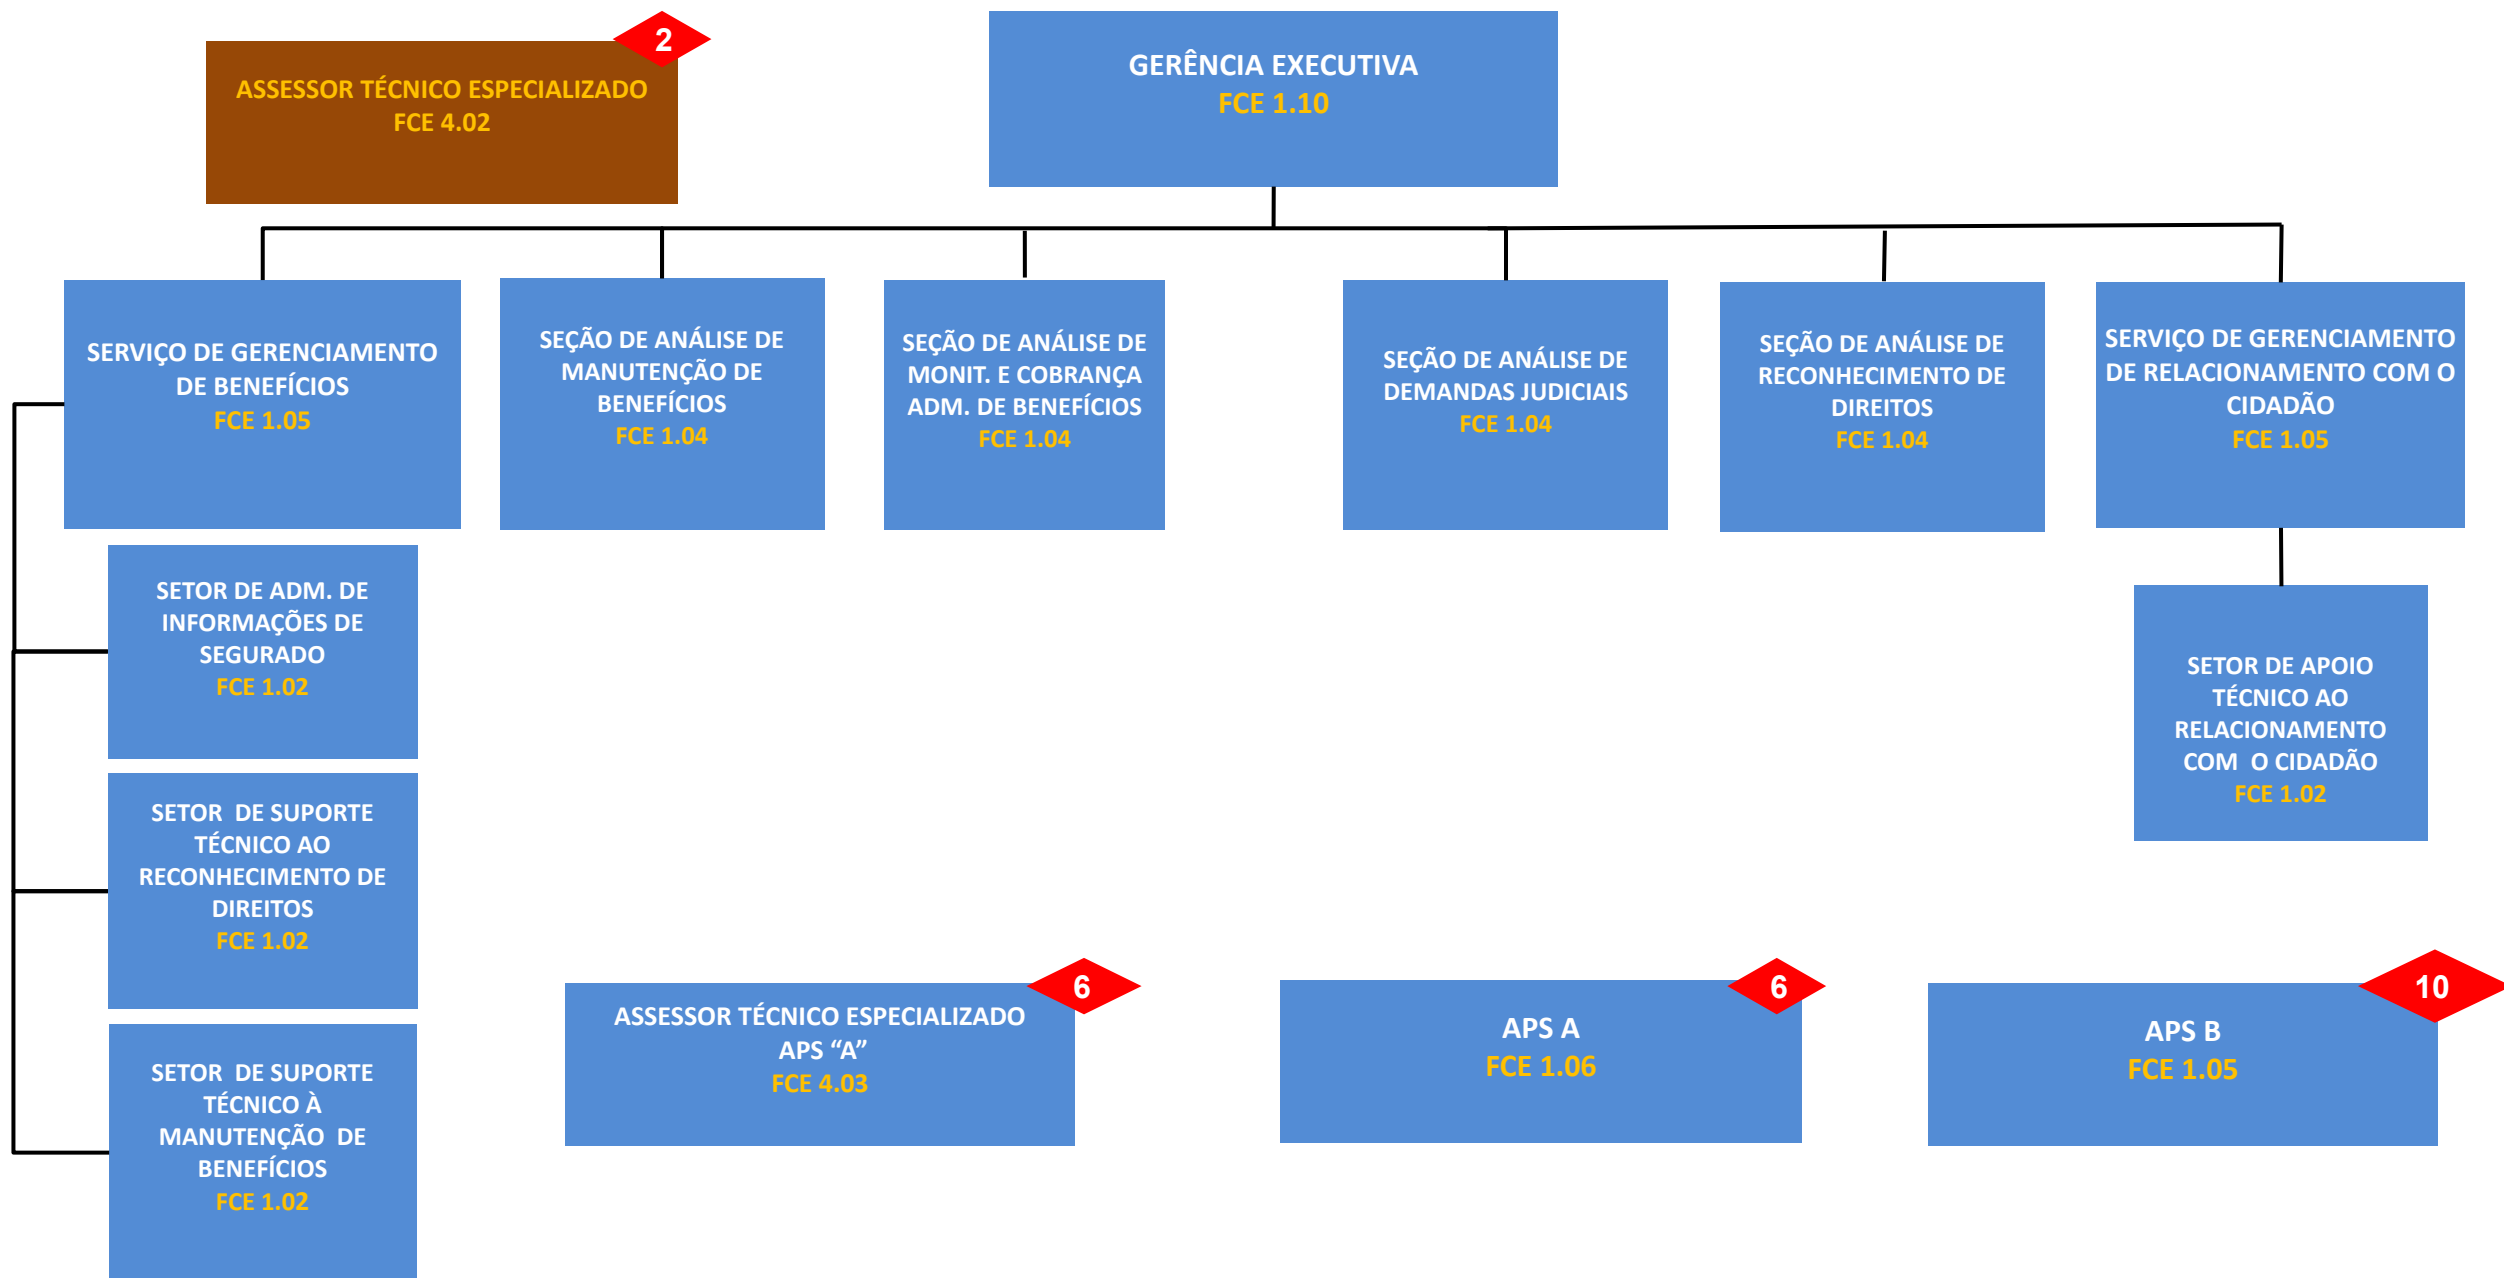 2
ASSESSOR TÉCNICO ESPECIALIZADO
FCE 4.02
GERÊNCIA EXECUTIVA
FCE 1.10
SERVIÇO DE GERENCIAMENTO
DE BENEFÍCIOS
FCE 1.05
SEÇÃO DE ANÁLISE DE
MANUTENÇÃO DE
BENEFÍCIOS
FCE 1.04
SEÇÃO DE ANÁLISE DE
MONIT. E COBRANÇA
ADM. DE BENEFÍCIOS
FCE 1.04
SEÇÃO DE ANÁLISE DE
DEMANDAS JUDICIAIS
FCE 1.04
SEÇÃO DE ANÁLISE DE
RECONHECIMENTO DE
DIREITOS
FCE 1.04
SERVIÇO DE GERENCIAMENTO
DE RELACIONAMENTO COM O
CIDADÃO
FCE 1.05
SETOR DE ADM. DE
INFORMAÇÕES DE
SEGURADO
FCE 1.02
SETOR DE APOIO
TÉCNICO AO
RELACIONAMENTO
COM O CIDADÃO
FCE 1.02
SETOR DE SUPORTE
TÉCNICO AO
RECONHECIMENTO DE
DIREITOS
FCE 1.02
SETOR DE SUPORTE
TÉCNICO À
MANUTENÇÃO DE
BENEFÍCIOS
FCE 1.02
6
ASSESSOR TÉCNICO ESPECIALIZADO
APS “A”
FCE 4.03
6
APS A
FCE 1.06
10
APS B
FCE 1.05